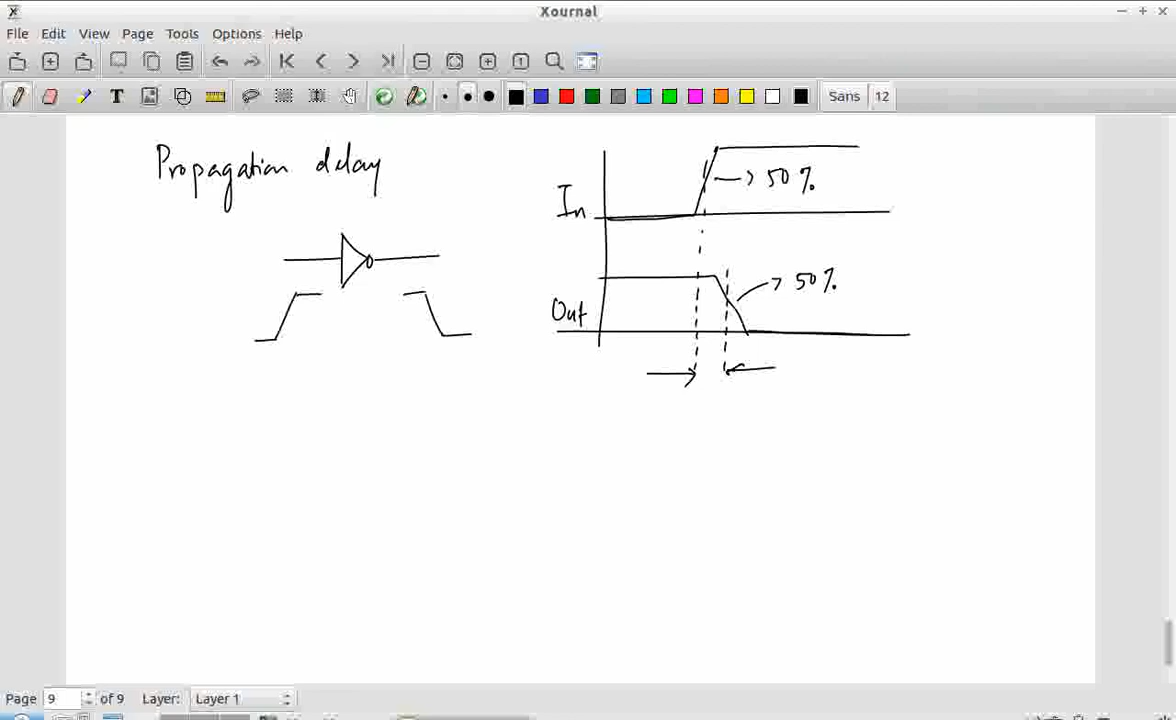 Xournal
File Edit View Page Tools Options Help
Sans 12
Propagation delay
In
50 %
Out
50 %
Page 9 of 9 Layer: Layer 1